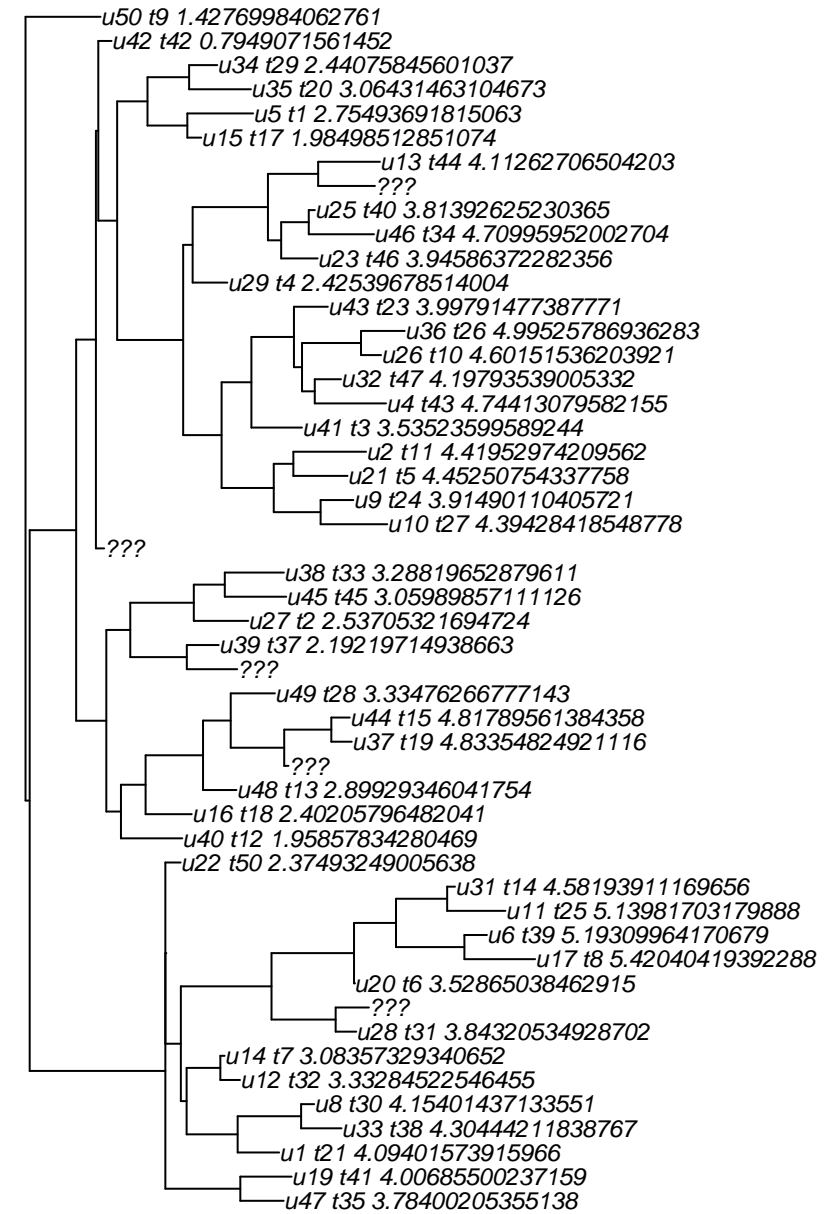 u50 t9 1.42769984062761
u42 t42 0.7949071561452
u34 t29 2.44075845601037
u35 t20 3.06431463104673
u5 t1 2.75493691815063
u15 t17 1.98498512851074
u13 t44 4.11262706504203
???
u25 t40 3.81392625230365
u46 t34 4.70995952002704
u23 t46 3.94586372282356
u29 t4 2.42539678514004
u43 t23 3.99791477387771
u36 t26 4.99525786936283
u26 t10 4.60151536203921
u32 t47 4.19793539005332
u4 t43 4.74413079582155
u41 t3 3.53523599589244
u2 t11 4.41952974209562
u21 t5 4.45250754337758
u9 t24 3.91490110405721
u10 t27 4.39428418548778
???
u38 t33 3.28819652879611
u45 t45 3.05989857111126
u27 t2 2.53705321694724
u39 t37 2.19219714938663
???
u49 t28 3.33476266777143
u44 t15 4.81789561384358
u37 t19 4.83354824921116
???
u48 t13 2.89929346041754
u16 t18 2.40205796482041
u40 t12 1.95857834280469
u22 t50 2.37493249005638
u31 t14 4.58193911169656
u11 t25 5.13981703179888
u6 t39 5.19309964170679
u17 t8 5.42040419392288
u20 t6 3.52865038462915
???
u28 t31 3.84320534928702
u14 t7 3.08357329340652
u12 t32 3.33284522546455
u8 t30 4.15401437133551
u33 t38 4.30444211838767
u1 t21 4.09401573915966
u19 t41 4.00685500237159
u47 t35 3.78400205355138